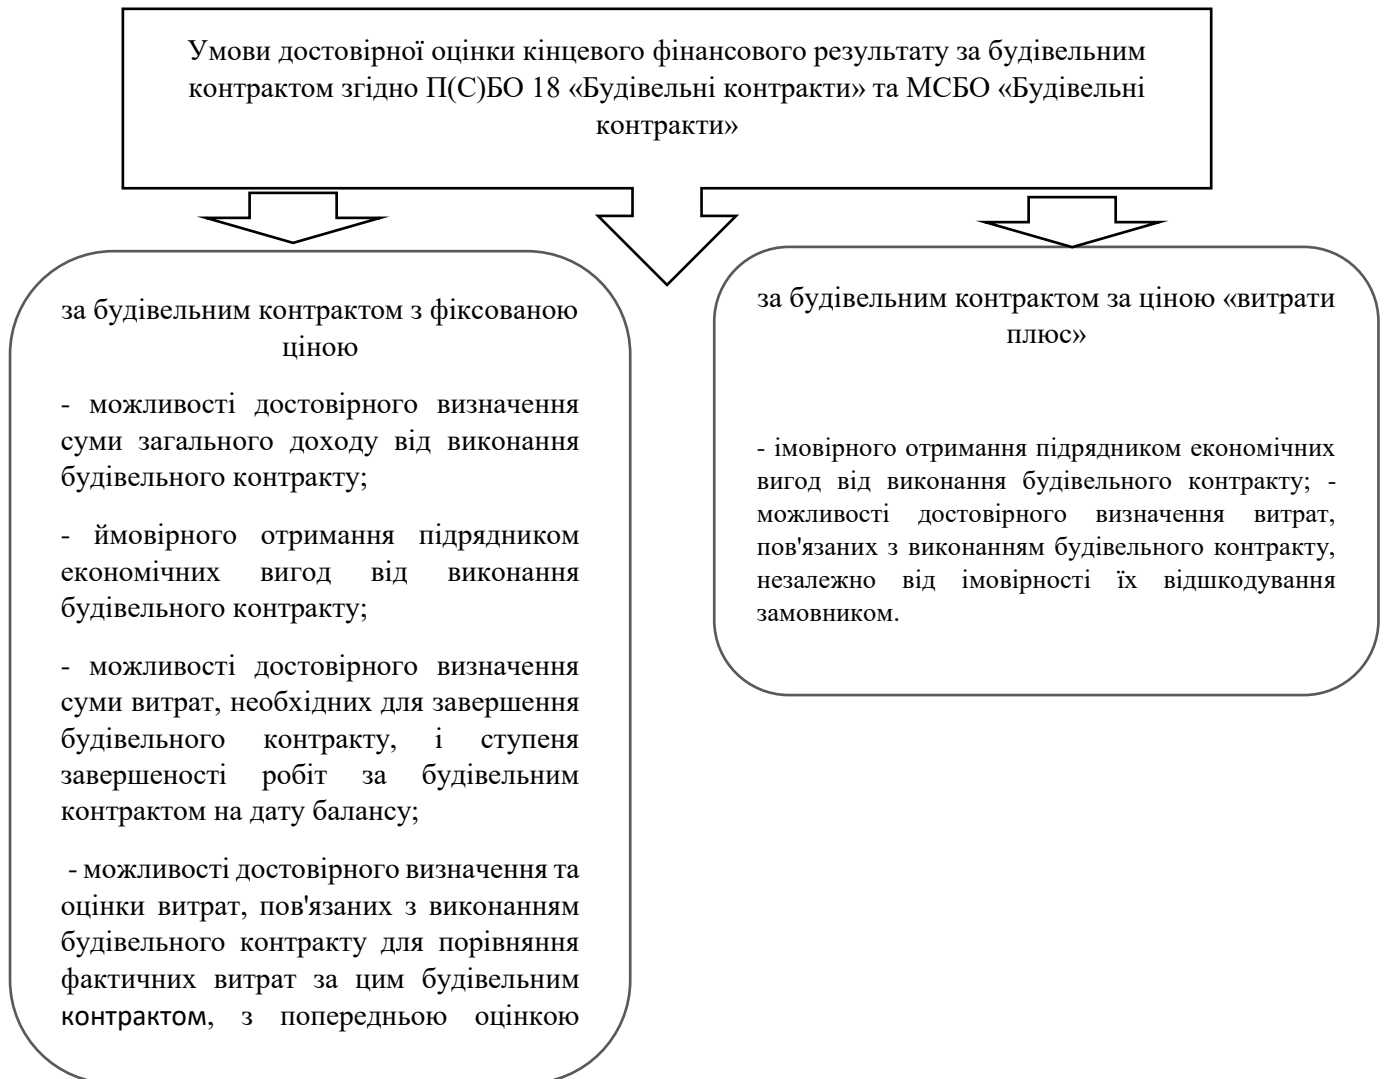 Умови достовірної оцінки кінцевого фінансового результату за будівельним
контрактом згідно П(С)БО 18 «Будівельні контракти» та МСБО «Будівельні
контракти»
за будівельним контрактом з фіксованою
ціною
- можливості достовірного визначення
суми загального доходу від виконання
будівельного контракту;
- ймовірного отримання підрядником
економічних вигод від виконання
будівельного контракту;
- можливості достовірного визначення
суми витрат, необхідних для завершення
будівельного контракту, і ступеня
завершеності робіт за будівельним
контрактом на дату балансу;
- можливості достовірного визначення та
оцінки витрат, пов'язаних з виконанням
будівельного контракту для порівняння
фактичних витрат за цим будівельним
контрактом, з попередньою оцінкою
за будівельним контрактом за ціною «витрати
плюс»
- імовірного отримання підрядником економічних
вигод від виконання будівельного контракту; -
можливості достовірного визначення витрат,
пов'язаних з виконанням будівельного контракту,
незалежно від імовірності їх відшкодування
замовником.